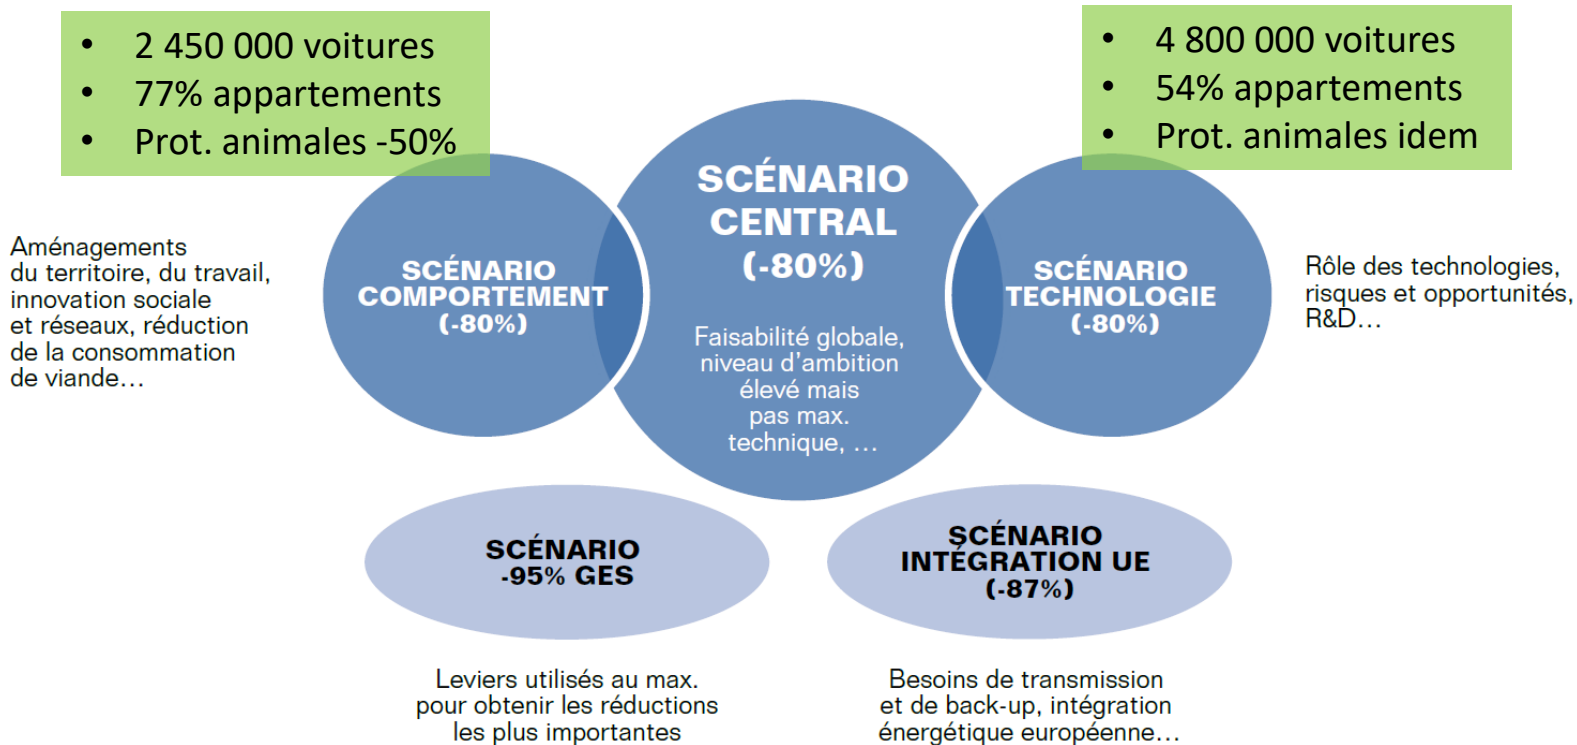 • 2 450 000 voitures
• 77% appartements
• Prot. animales -50%
• 4 800 000 voitures
• 54% appartements
• Prot. animales idem
Aménagements
du territoire, du travail,
innovation sociale
et réseaux, réduction
de la consommation
de viande…
SCÉNARIO
COMPORTEMENT
(-80%)
SCÉNARIO
CENTRAL
(-80%)
Faisabilité globale,
niveau d’ambition
élevé mais
pas max.
technique, …
SCÉNARIO
TECHNOLOGIE
(-80%)
Rôle des technologies,
risques et opportunités,
R&D…
SCÉNARIO
-95% GES
SCÉNARIO
INTÉGRATION UE
(-87%)
Leviers utilisés au max.
pour obtenir les réductions
les plus importantes
Besoins de transmission
et de back-up, intégration
énergétique européenne…